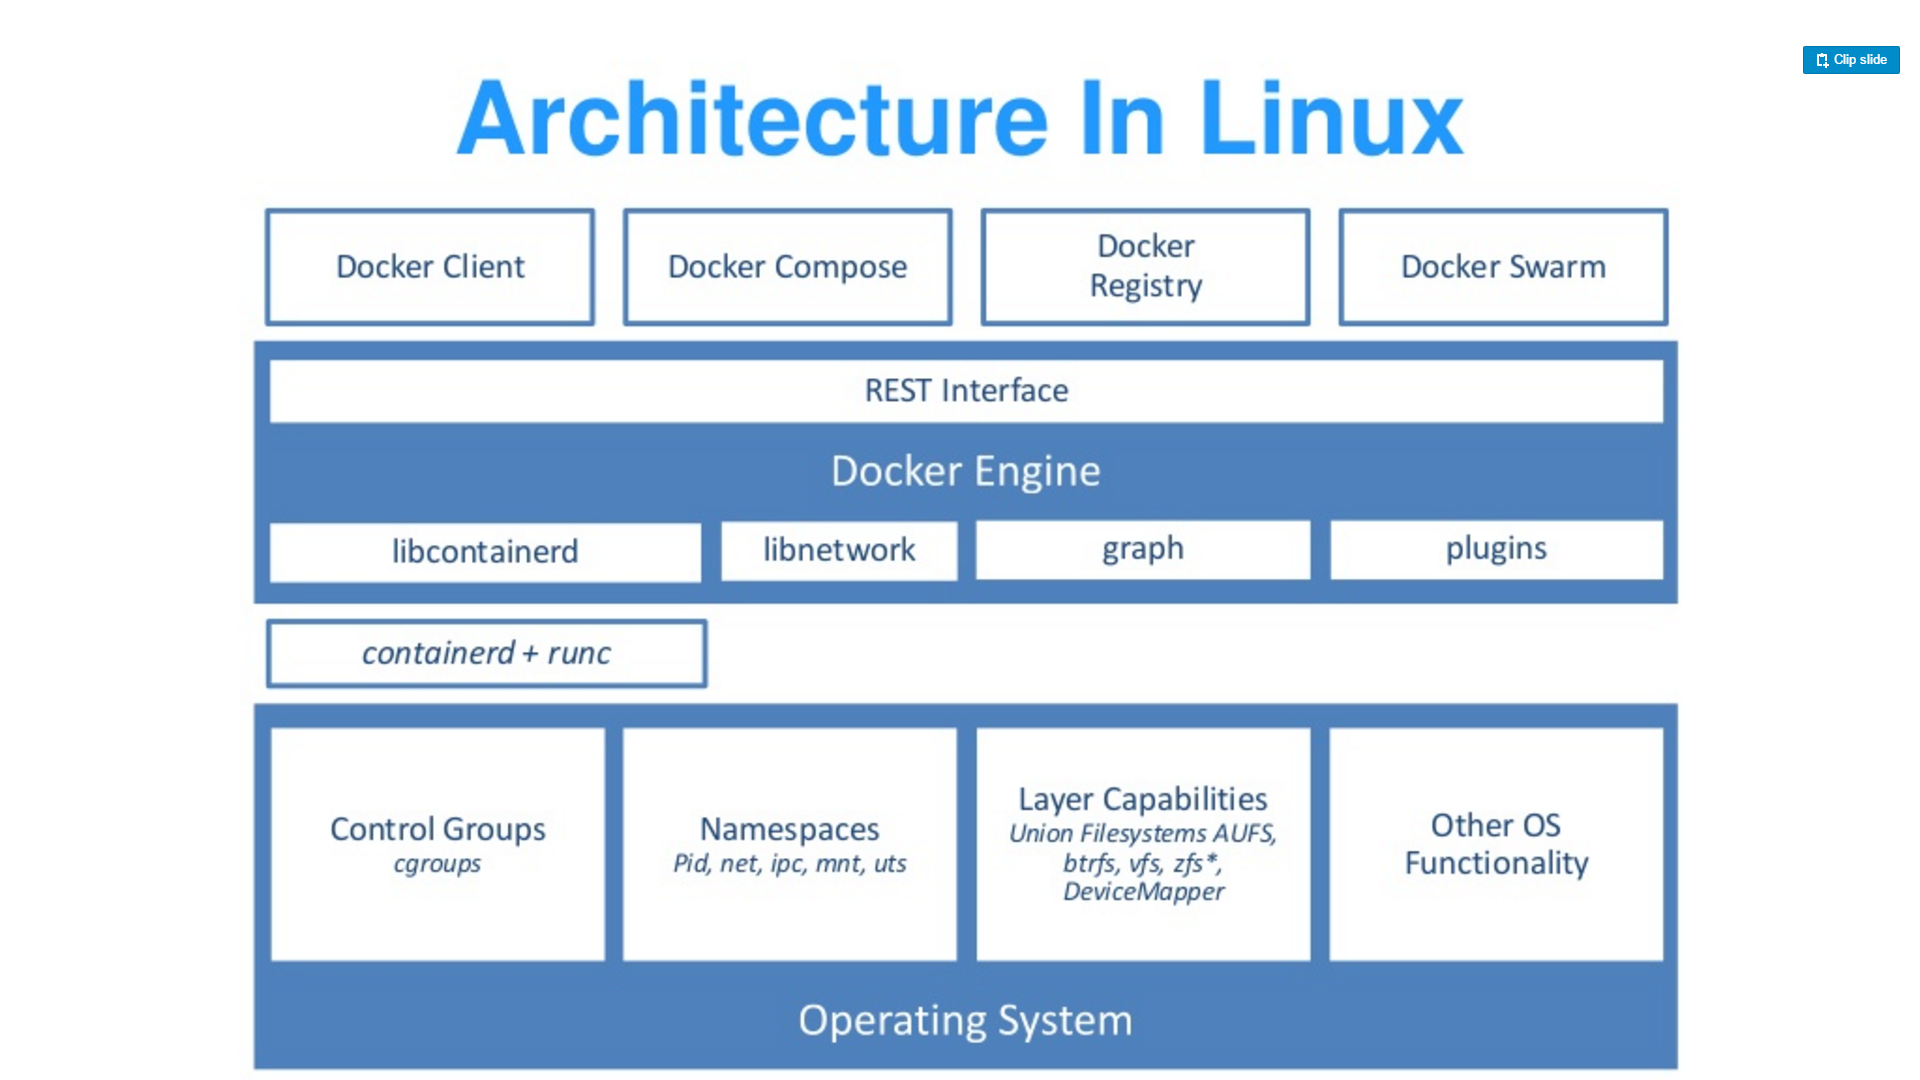 Clip slide
Architecture In Linux
Docker Client
Docker Compose
Docker
Registry
Docker Swarm
REST Interface
Docker Engine
libcontainerd
libnetwork
graph
plugins
containerd + runc
Control Groups
cgroups
Namespaces
Pid, net, ipc, mnt, uts
Layer Capabilities
Union Filesystems AUFS,
btrfs, vfs, zfs*,
DeviceMapper
Other OS
Functionality
Operating System